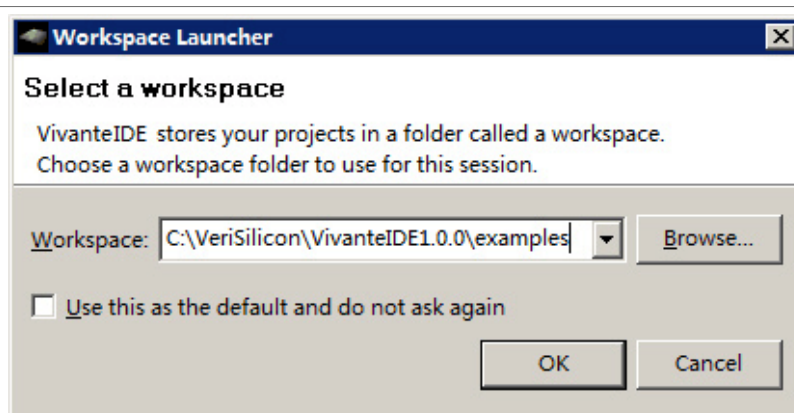 Workspace Launcher
Select a workspace
VivanteIDE stores your projects in a folder called a workspace.
Choose a workspace folder to use for this session.
Workspace: C:\VeriSilicon\VivanteIDE1.0.0\examples Browse...
Use this as the default and do not ask again
OK Cancel